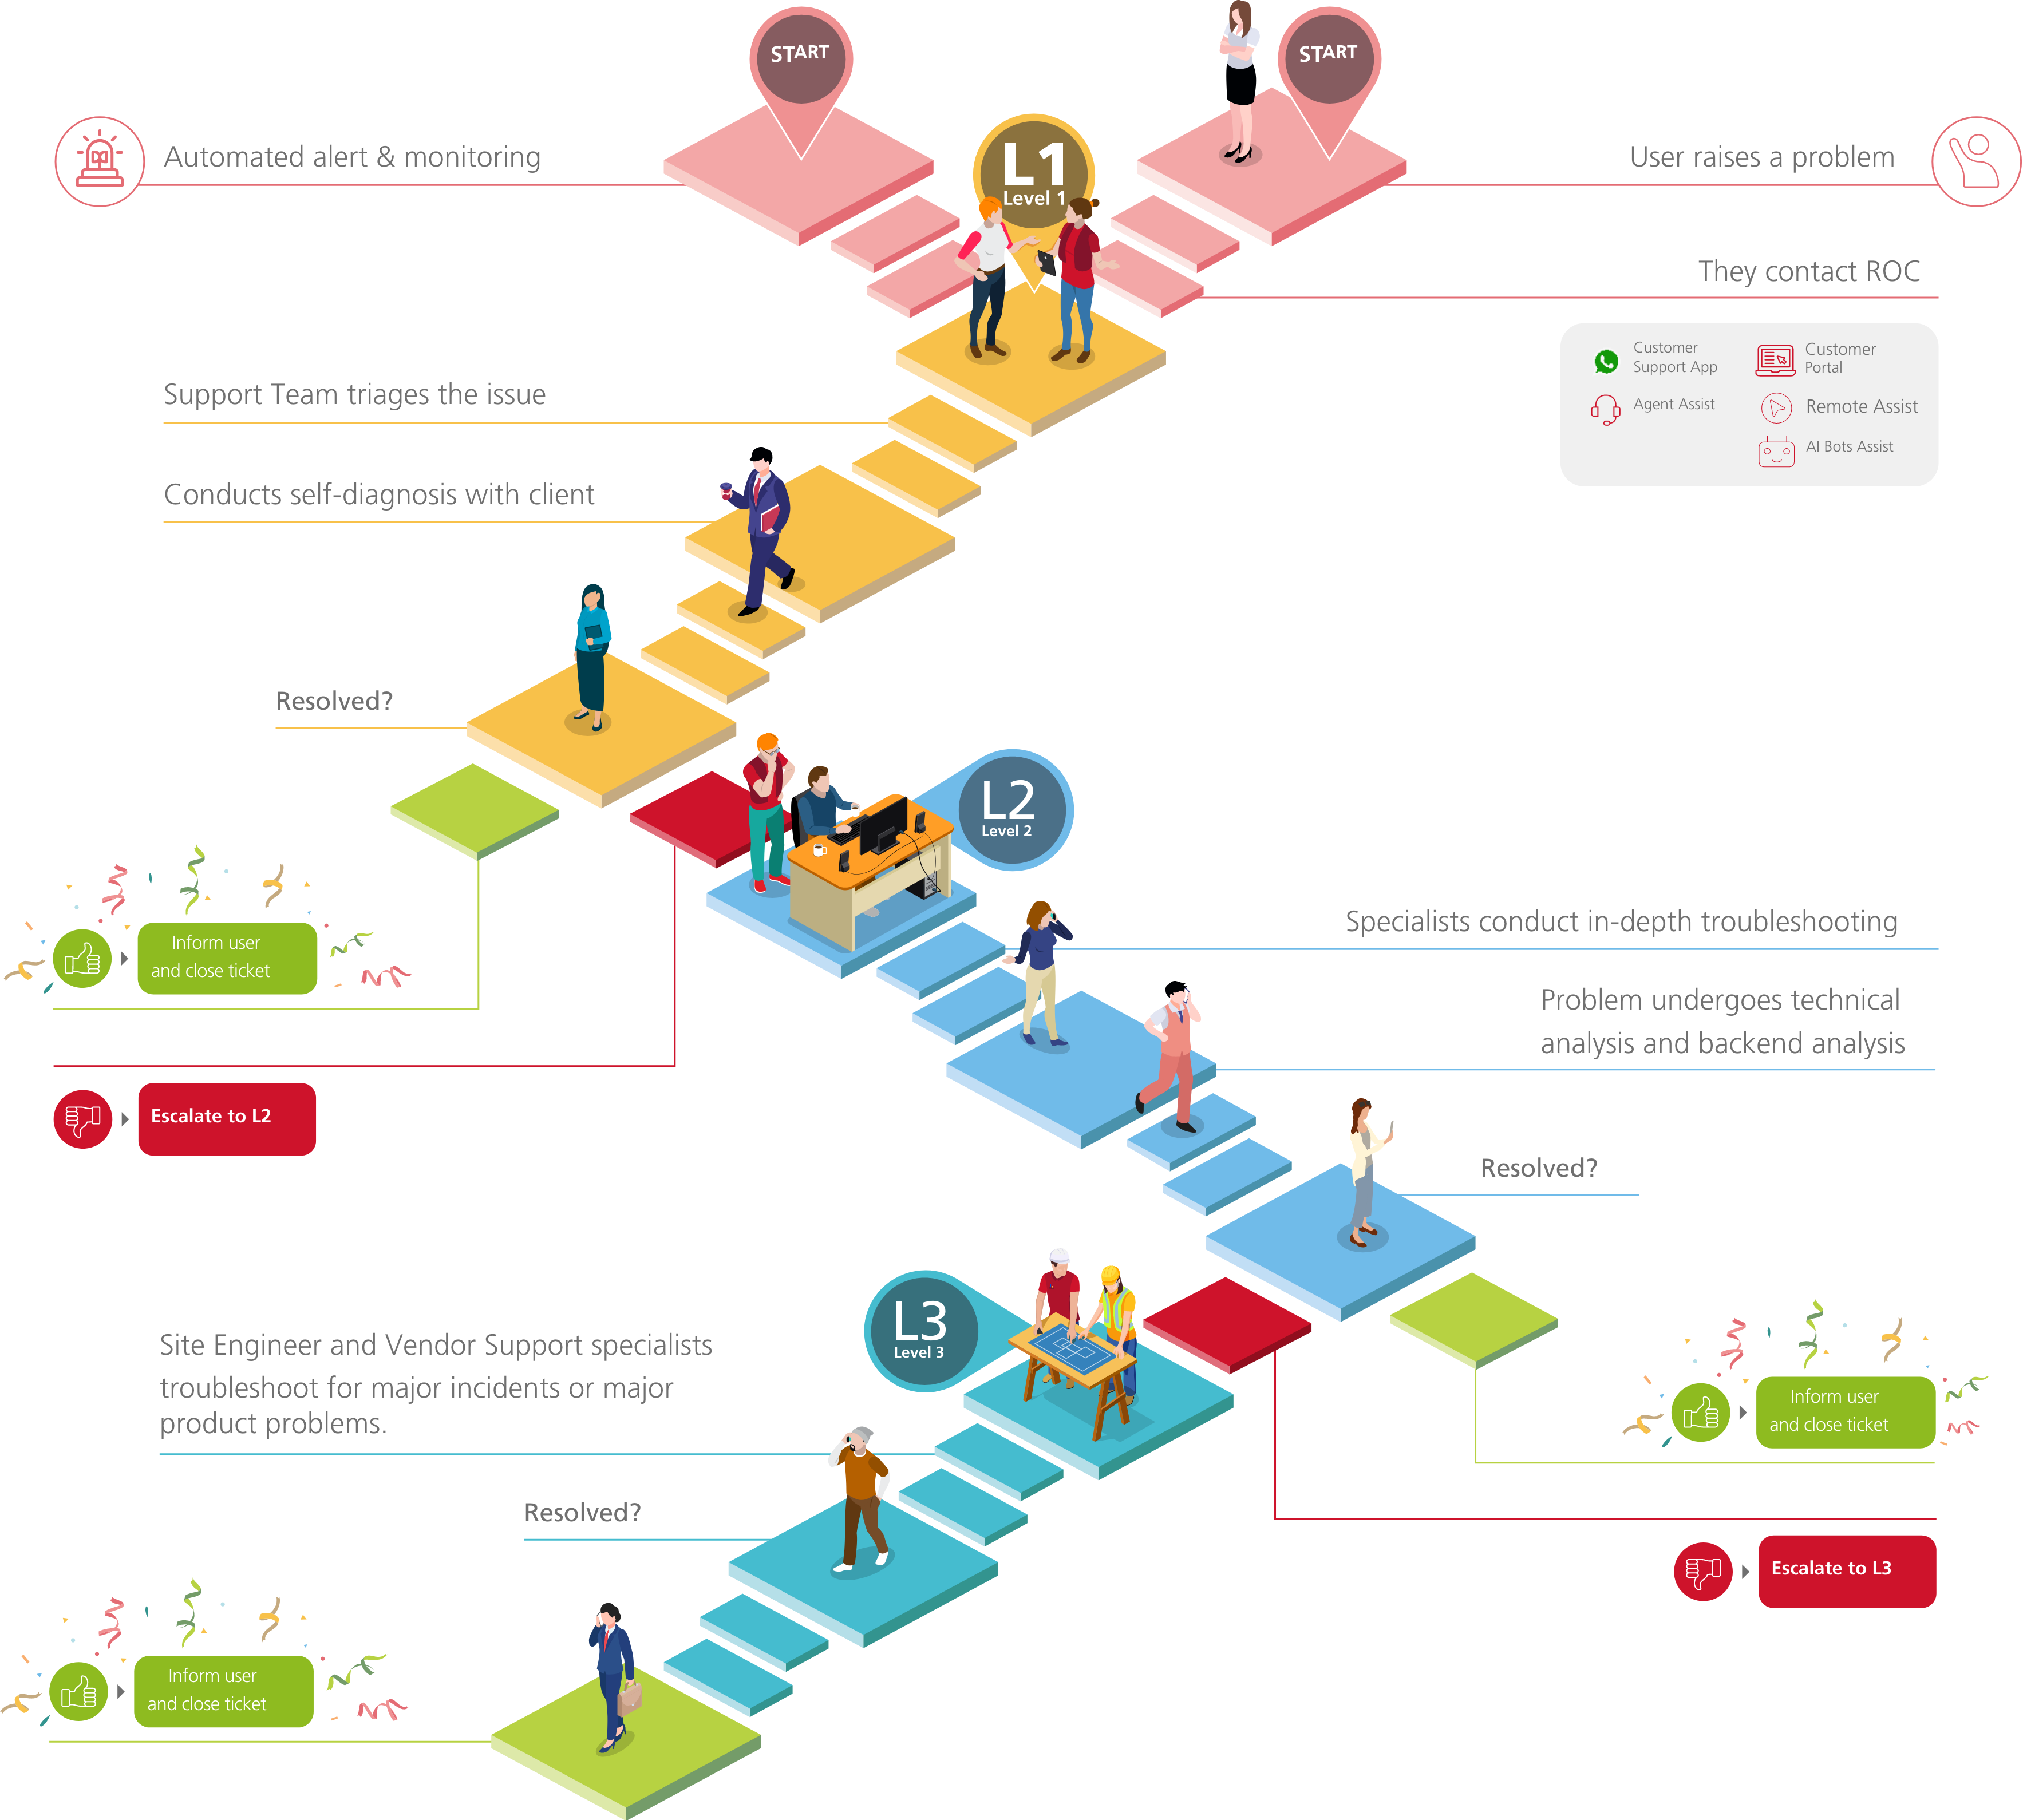 START
START
Automated alert & monitoring
User raises a problem
L1
Level 1
They contact ROC
Customer
Support App
Customer
Portal
Agent Assist
Remote Assist
AI Bots Assist
Support Team triages the issue
Conducts self-diagnosis with client
Resolved?
L2
Level 2
Inform user
and close ticket
Escalate to L2
Specialists conduct in-depth troubleshooting
Problem undergoes technical
analysis and backend analysis
Resolved?
L3
Level 3
Site Engineer and Vendor Support specialists
troubleshoot for major incidents or major
product problems.
Inform user
and close ticket
Escalate to L3
Resolved?
Inform user
and close ticket